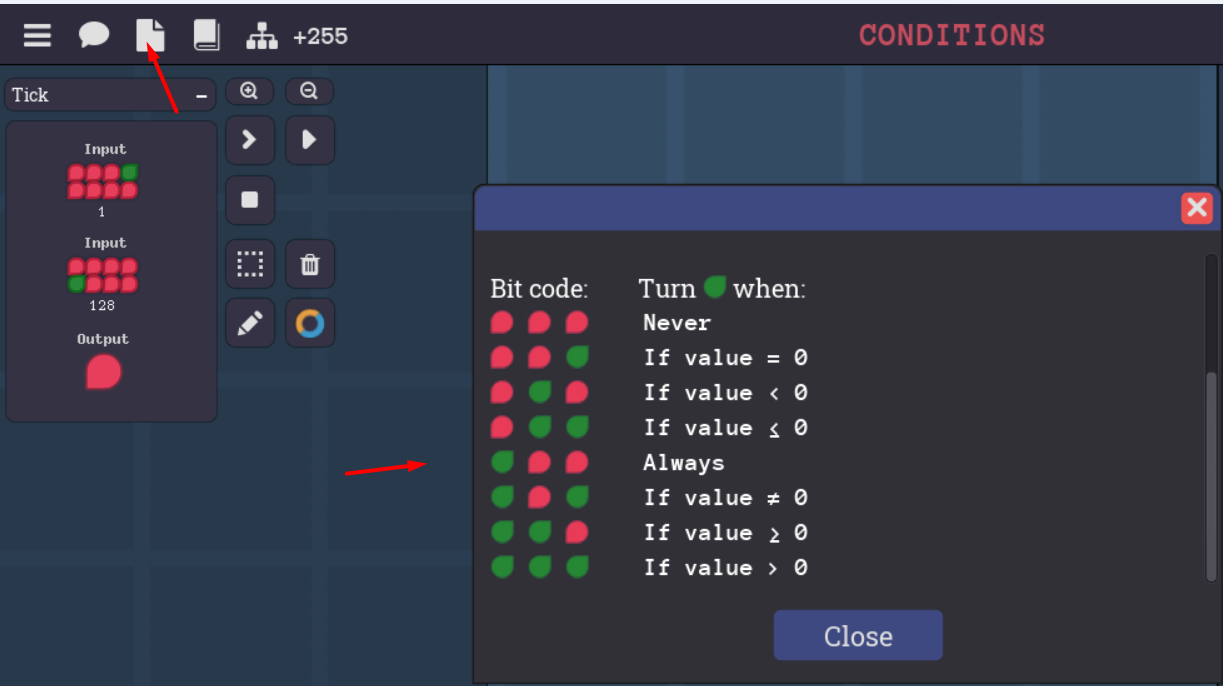 +255
CONDITIONS
Tick
Input
1
Input
128
Output
Bit code: Turn when:
Never
If value = 0
If value < 0
If value ≤ 0
Always
If value ≠ 0
If value ≥ 0
If value > 0
Close